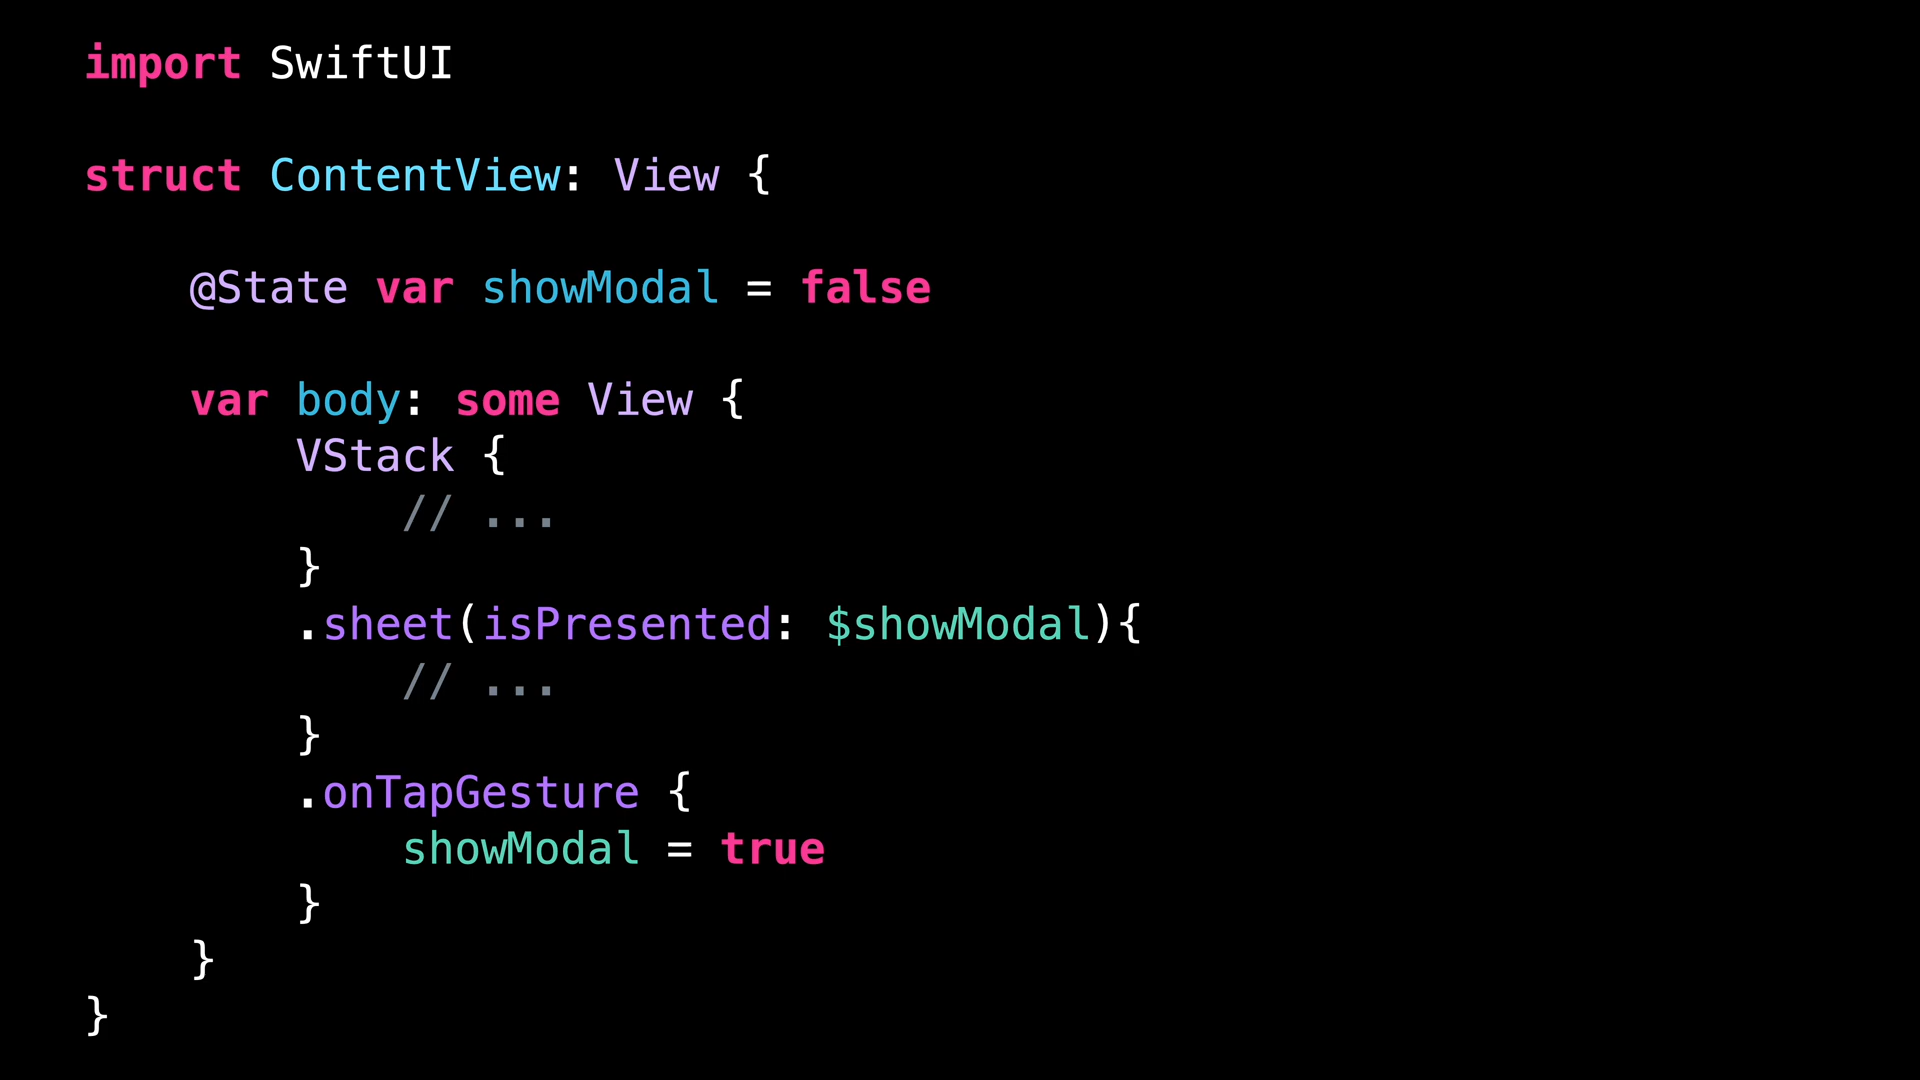 import SwiftUI
struct ContentView: View {
    @State var showModal = false
    var body: some View {
        VStack {
            // ...
        }
        .sheet(isPresented: $showModal){
            // ...
        }
        .onTapGesture {
            showModal = true
        }
    }
}